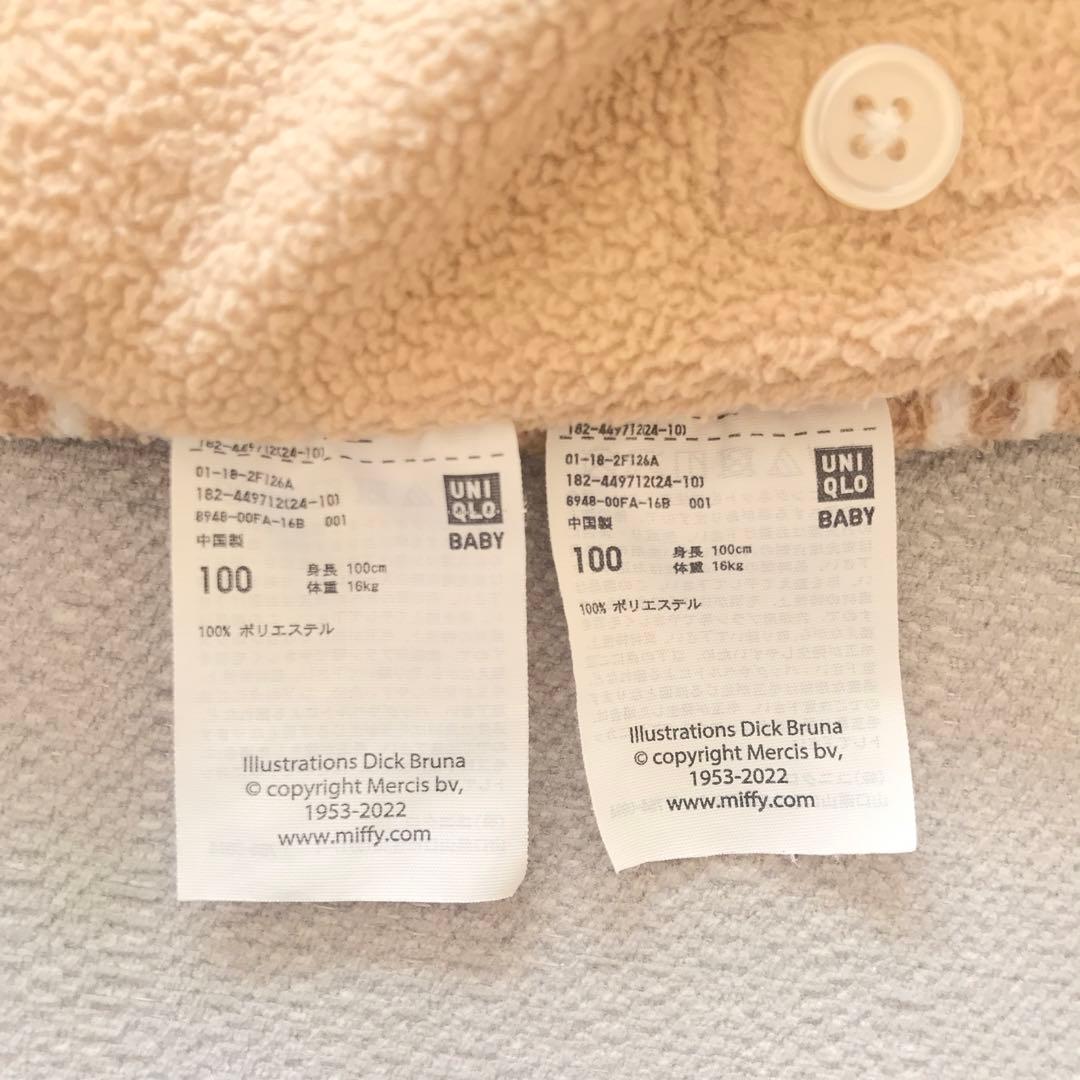 182-449712(24-10)
01-18-2F126A
182-449712(24-10)
8948-00FA-16B 001
中国製
UNI
QLO
BABY
100
身長 100cm
体重 16kg
100% ポリエステル
Illustrations Dick Bruna
© copyright Mercis bv,
1953-2022
www.miffy.com
182-449712(24-10)
01-18-2F126A
182-449712(24-10)
8948-00FA-16B 001
中国製
UNI
QLO
BABY
100
身長 100cm
体重 16kg
100% ポリエステル
Illustrations Dick Bruna
© copyright Mercis bv,
1953-2022
www.miffy.com